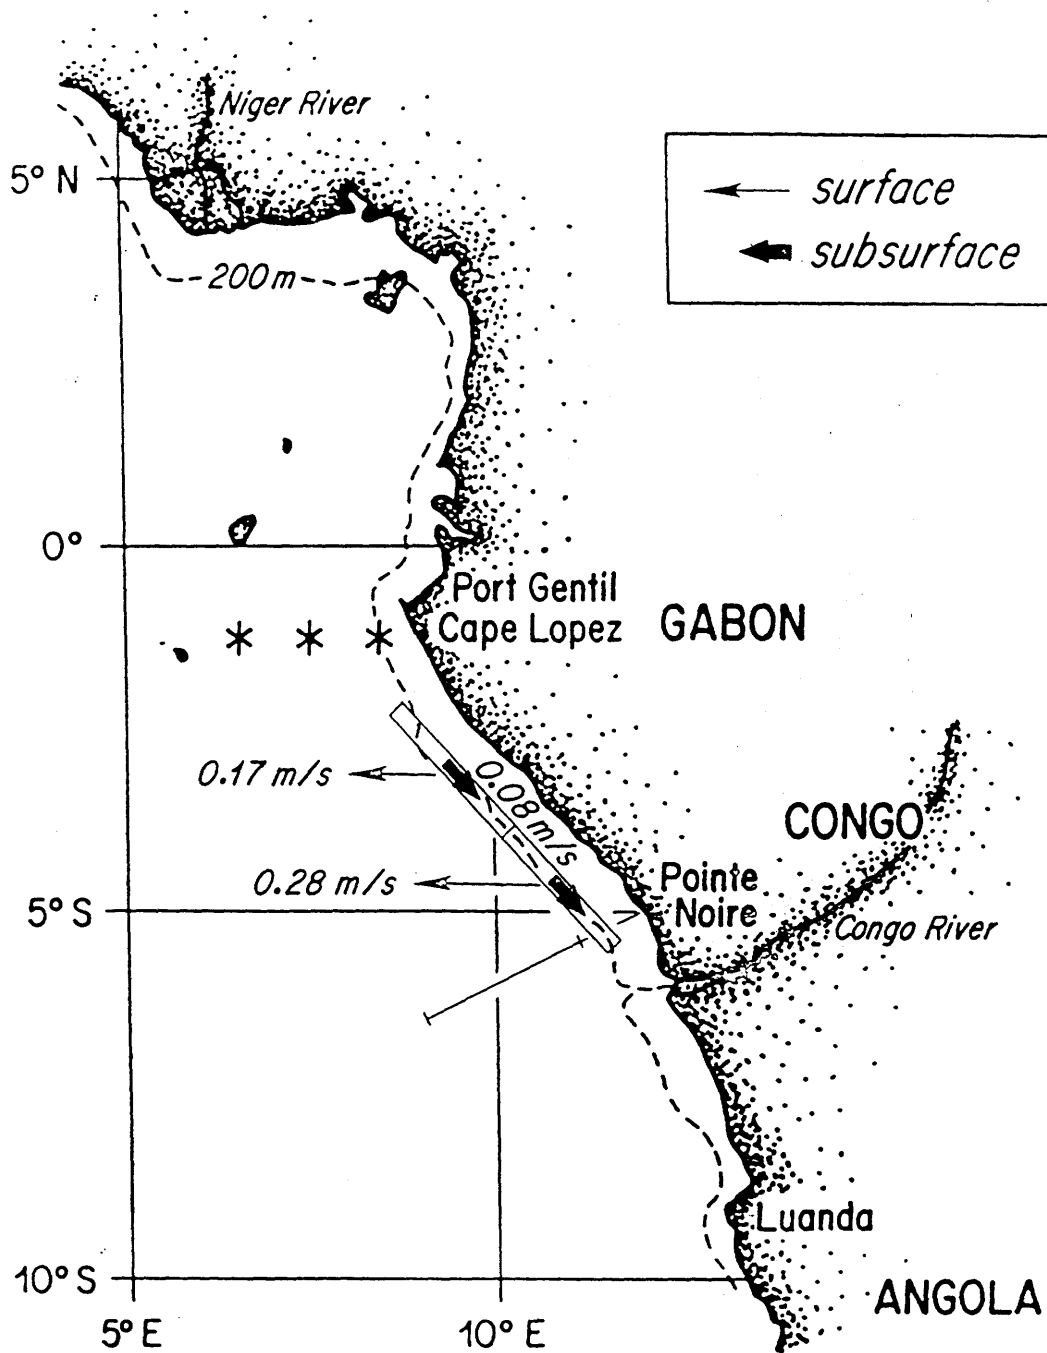 Niger River
5° N
surface
subsurface
200 m
0°
Port Gentil
Cape Lopez
GABON
0.17 m/s
0.08 m/s
CONGO
0.28 m/s
Pointe
Noire
5° S
Congo River
Luanda
10° S
ANGOLA
5° E
10° E